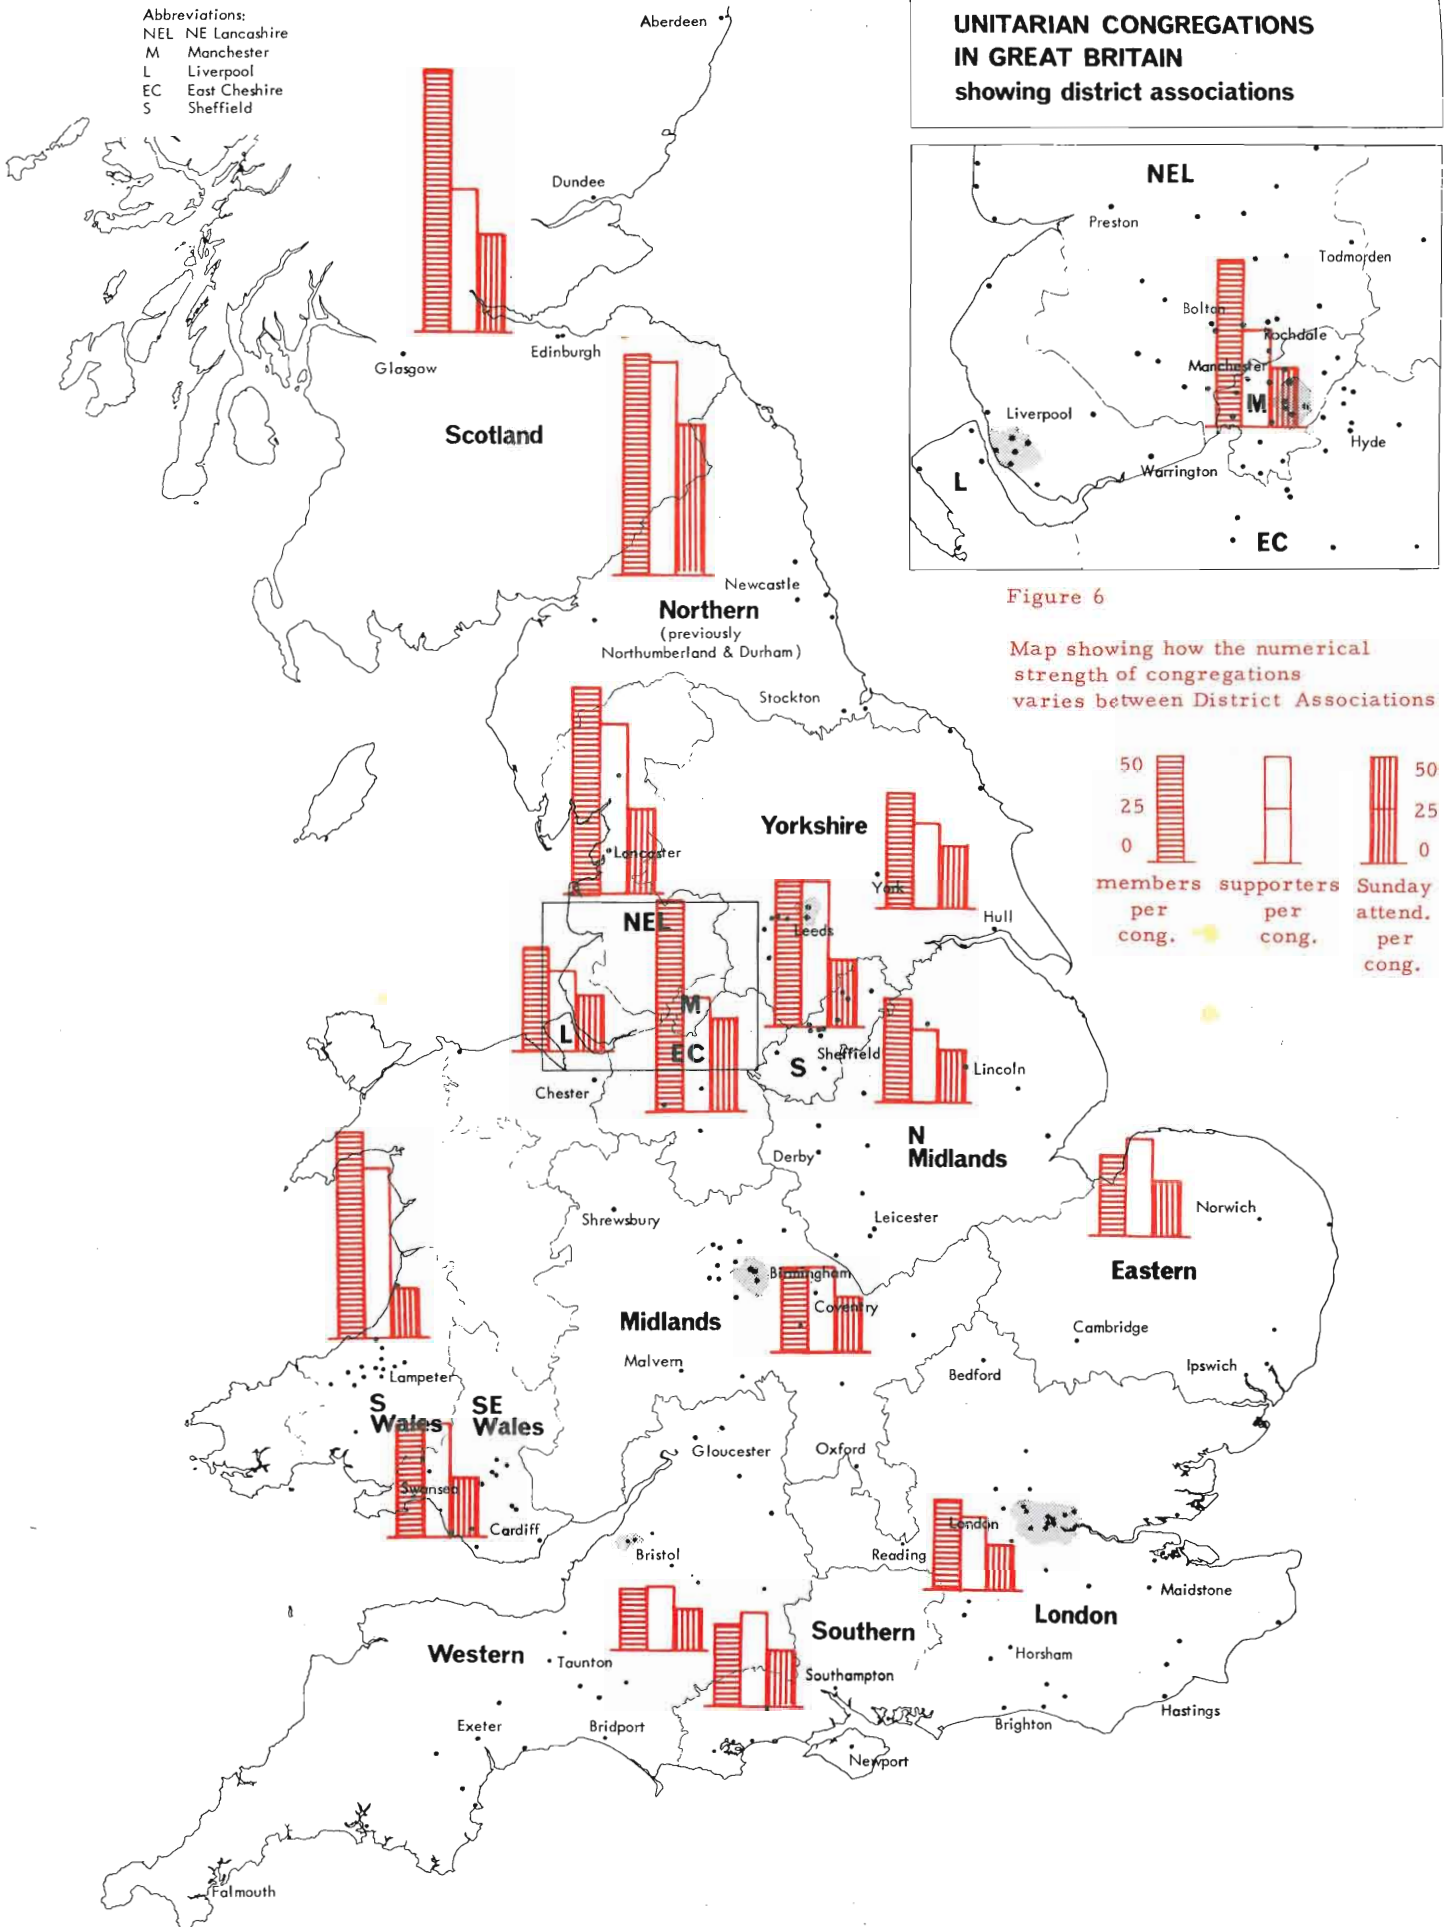 Abbreviations:
NEL NE Lancashire
M Manchester
L Liverpool
EC East Cheshire
S Sheffield
UNITARIAN CONGREGATIONS
IN GREAT BRITAIN
showing district associations
Aberdeen
Dundee
Edinburgh
Glasgow
Scotland
NEL
Preston
Todmorden
Bolton
Rochdale
Manchester
M
Liverpool
Hyde
Warrington
L
EC
Newcastle
Northern
(previously
Northumberland & Durham)
Stockton
Figure 6
Map showing how the numerical
strength of congregations
varies between District Associations
50
25
0
50
25
0
members
per
cong.
supporters
per
cong.
Sunday
attend.
per
cong.
Yorkshire
Lancaster
York
Hull
NEL
Leeds
M
L
EC
S
Sheffield
Lincoln
Chester
N
Midlands
Derby
Shrewsbury
Leicester
Norwich
Eastern
Birmingham
Coventry
Midlands
Cambridge
Malvern
Bedford
Ipswich
Lampeter
S
Wales
SE
Wales
Gloucester
Oxford
Swansea
Cardiff
London
Bristol
Reading
Maidstone
London
Southern
Western
Taunton
Horsham
Southampton
Hastings
Exeter
Bridport
Brighton
Newport
Falmouth